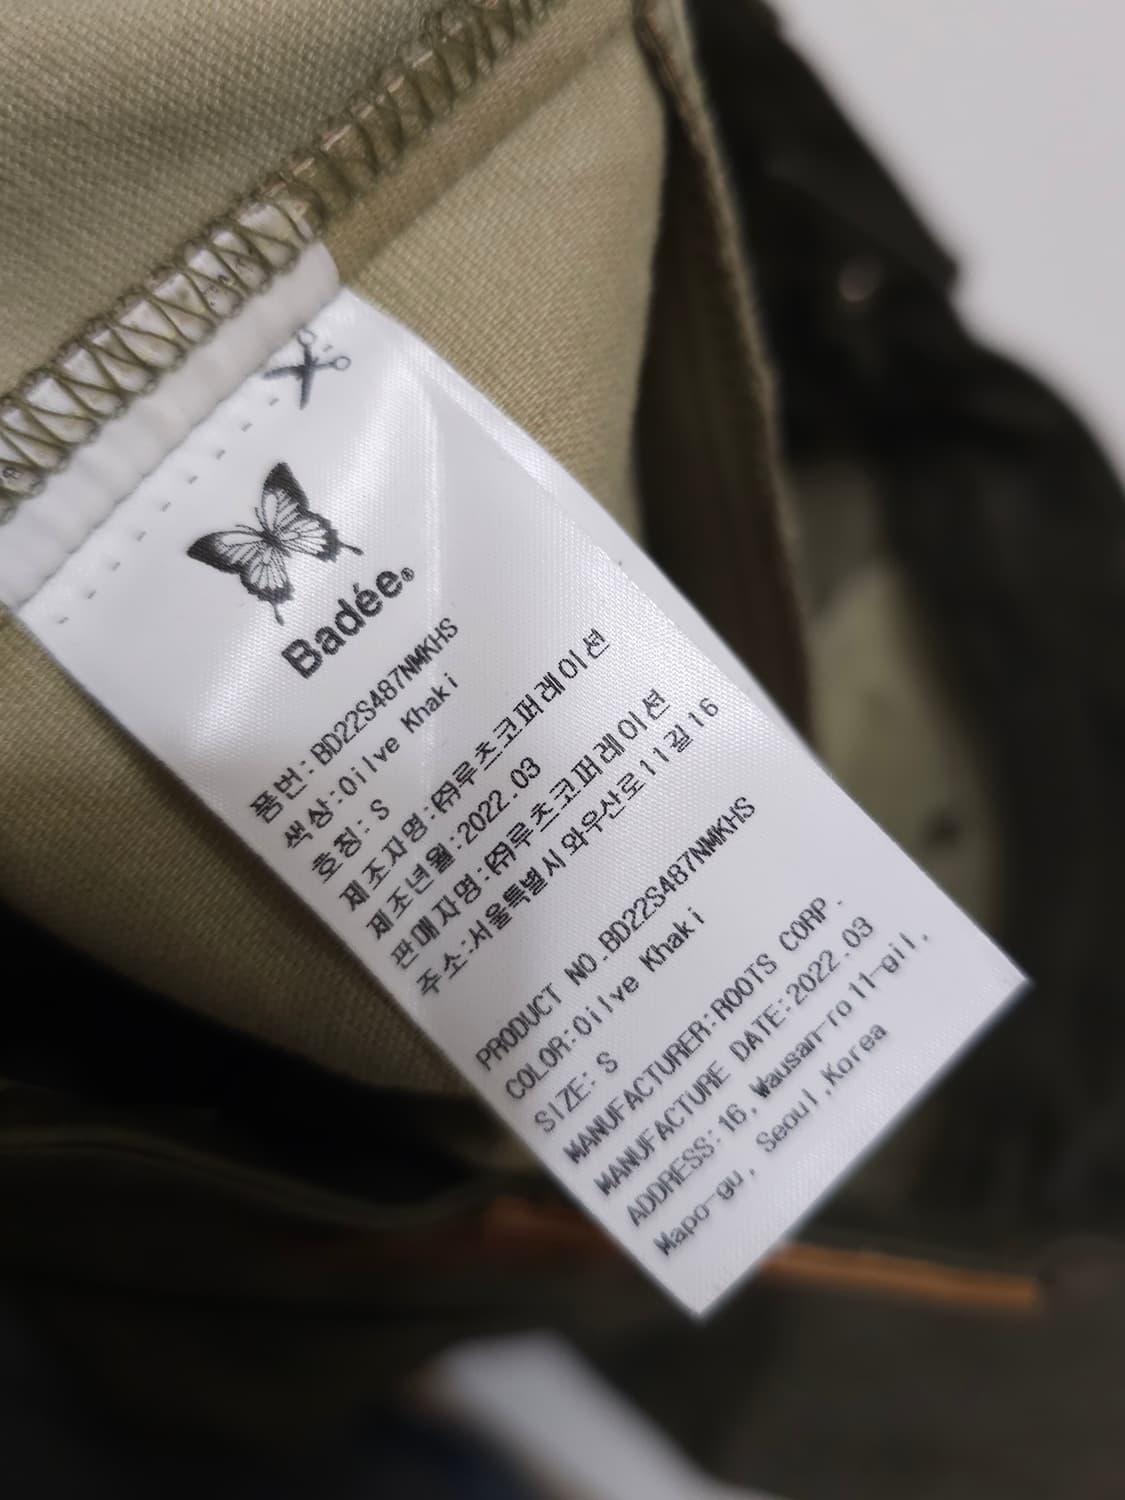 Badée®
품번:BD22S487NMKHS
색상:Oilve Khaki
호칭:S
제조자명:㈜루츠코퍼레이션
제조년월:2022.03
판매자명:㈜루츠코퍼레이션
주소:서울특별시 와우산로11길16
PRODUCT NO.BD22S487NMKHS
COLOR:Oilve Khaki
SIZE:S
MANUFACTURER:ROOTS CORP.
MANUFACTURE DATE:2022.03
ADDRESS:16, Wausan-ro 11-gil,
Mapo-gu, Seoul,Korea